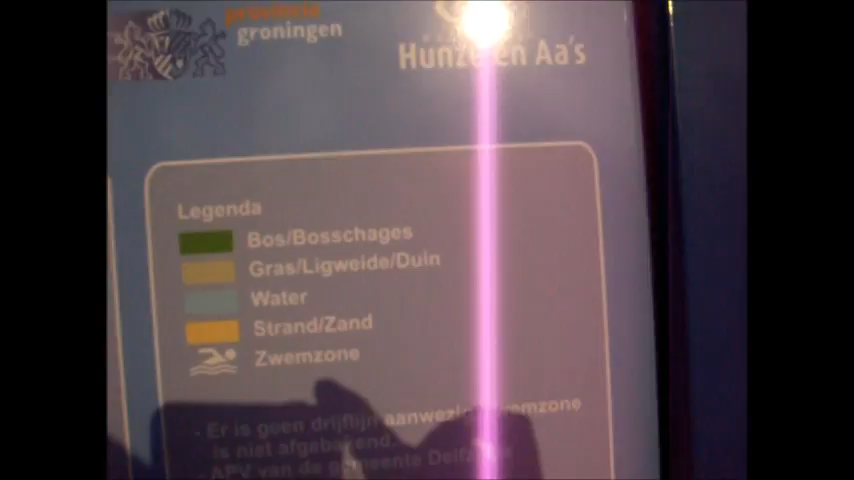 provincie
groningen
Hunze en Aa's
Legenda
Bos/Bosschages
Gras/Ligweide/Duin
Water
Strand/Zand
Zwemzone
- Er is geen drijflijn aanwezig
is niet afgebakend.
- APV van de gemeente Delfzijl